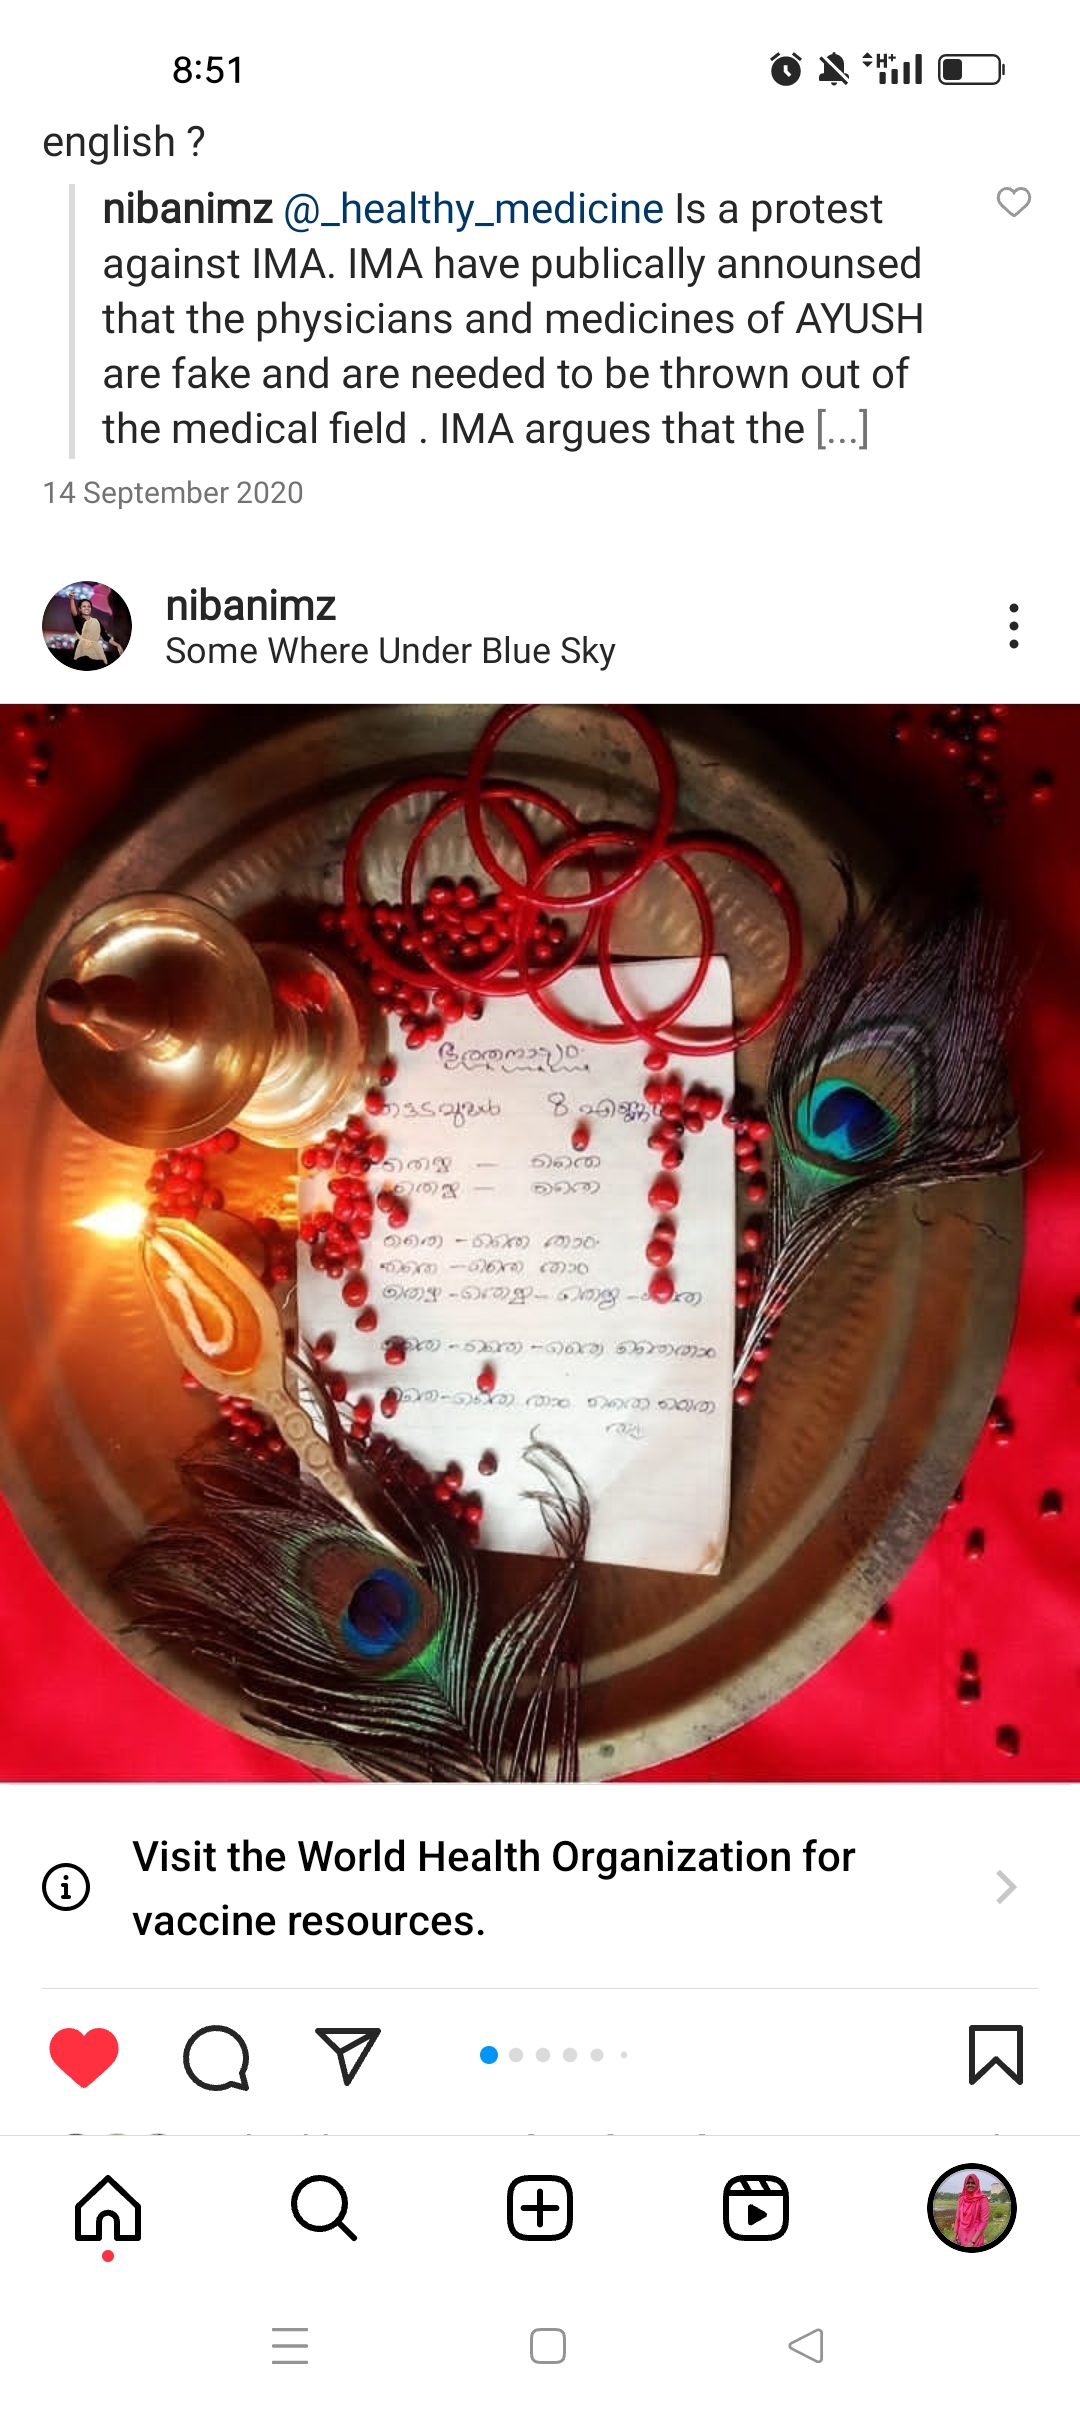 8:51
H+
english ?
nibanimz @_healthy_medicine Is a protest
against IMA. IMA have publically announsed
that the physicians and medicines of AYUSH
are fake and are needed to be thrown out of
the medical field . IMA argues that the [...]
14 September 2020
nibanimz
Some Where Under Blue Sky
8 എണ്ണം
തെയ്യ — തൈ
തെയ്യ — തൈ
തൈ - തൈ താം
തൈ - തൈ താം
തെയ്യ - തെയ്യ - തെയ്യ -
തൈ - തൈ - തൈ
തൈ - തൈ താം തൈ തൈ
Visit the World Health Organization for
vaccine resources.